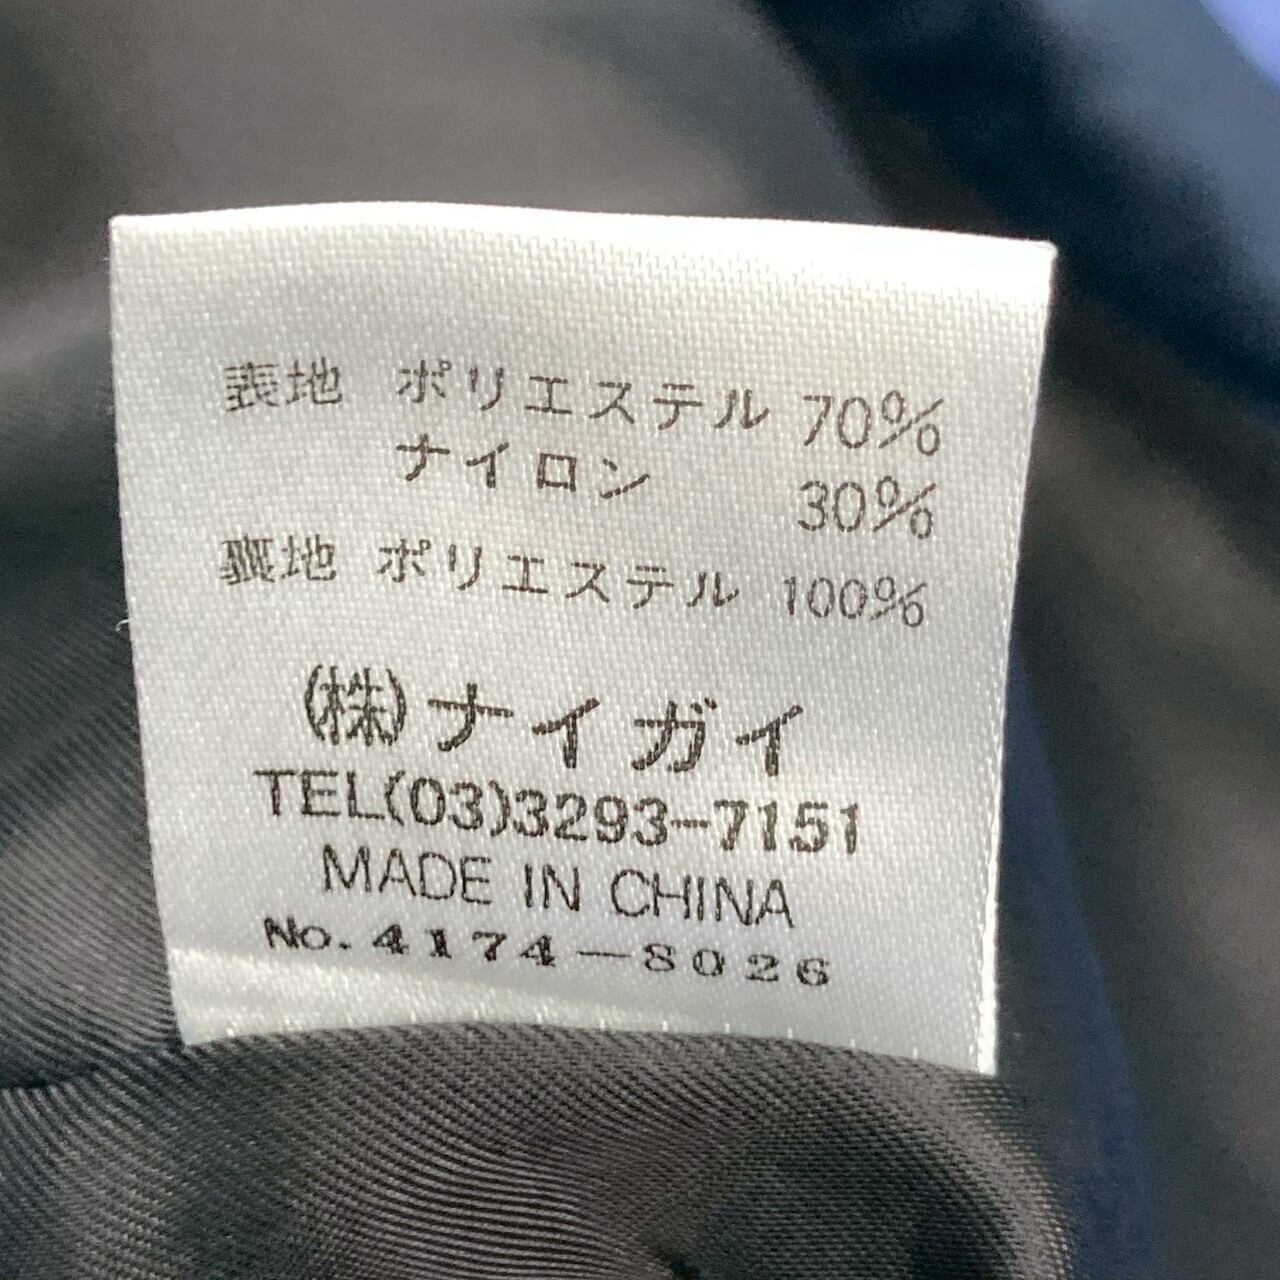 表地 ポリエステル 70%
ナイロン 30%
裏地 ポリエステル 100%
(株)ナイガイ
TEL(03)3293-7151
MADE IN CHINA
No. 4174-8026